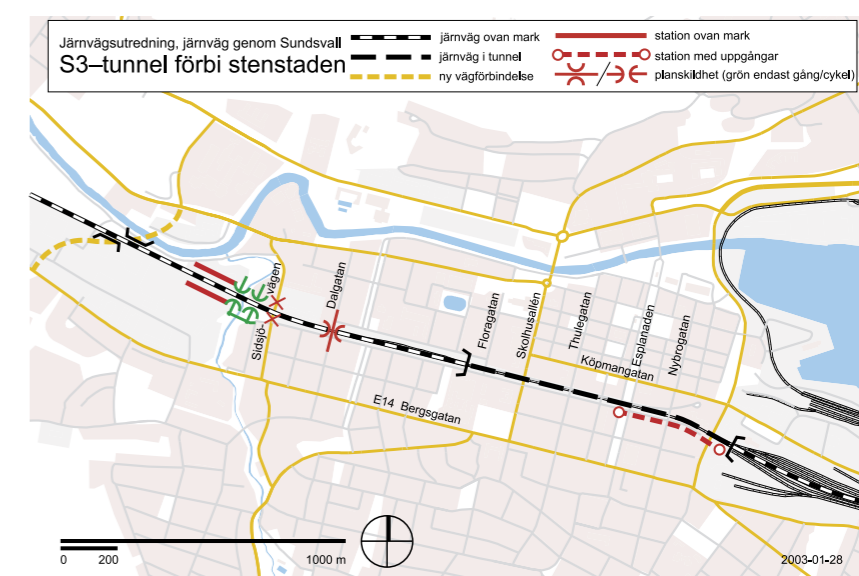 Järnvägsutredning, järnväg genom Sundsvall
S3–tunnel förbi stenstaden
järnväg ovan mark
järnväg i tunnel
ny vägförbindelse
station ovan mark
station med uppgångar
planskildhet (grön endast gång/cykel)
Sidsjö-
vägen
Dalgatan
Floragatan
Skolhusallén
Thulegatan
Esplanaden
Nybrogatan
Köpmangatan
E14 Bergsgatan
0 200 1000 m
2003-01-28